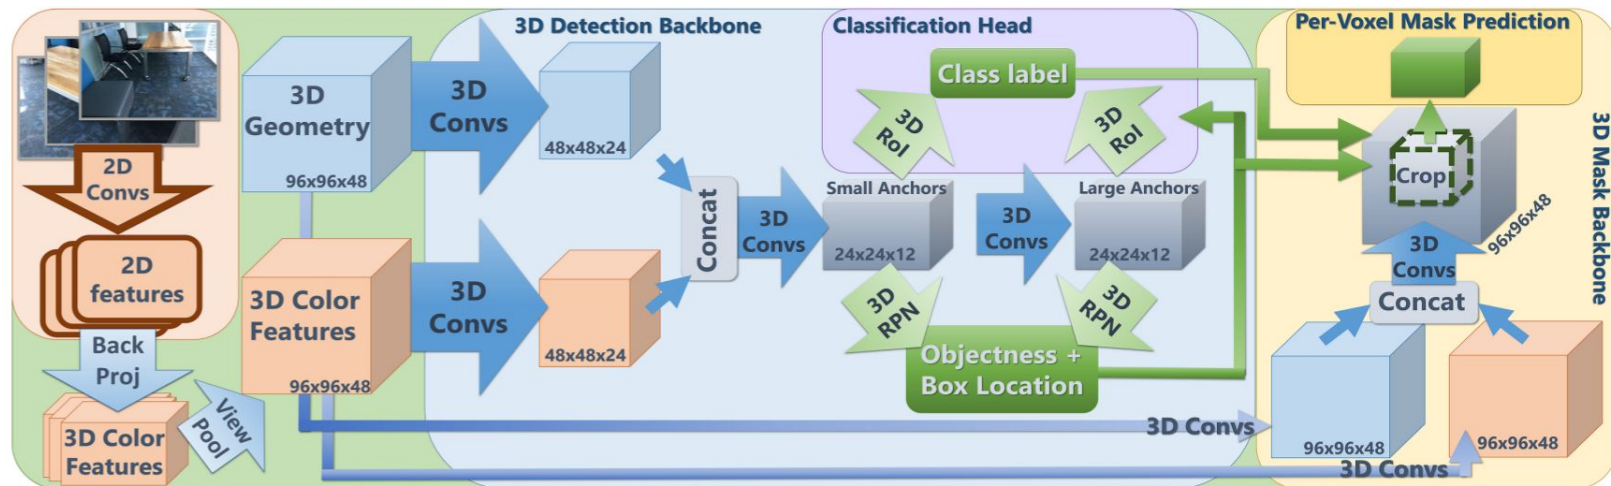 2D
Convs
2D
features
Back
Proj
3D Color
Features
View
Pool
3D
Geometry
96x96x48
3D Color
Features
96x96x48
3D Detection Backbone
3D
Convs
48x48x24
3D
Convs
48x48x24
Concat
3D
Convs
Classification Head
Class label
3D
RoI
3D
RoI
Small Anchors
24x24x12
3D
Convs
Large Anchors
24x24x12
3D
RPN
3D
RPN
Objectness +
Box Location
3D Convs
3D Convs
Per-Voxel Mask Prediction
Crop
96x96x48
3D
Convs
Concat
96x96x48
96x96x48
3D Mask Backbone